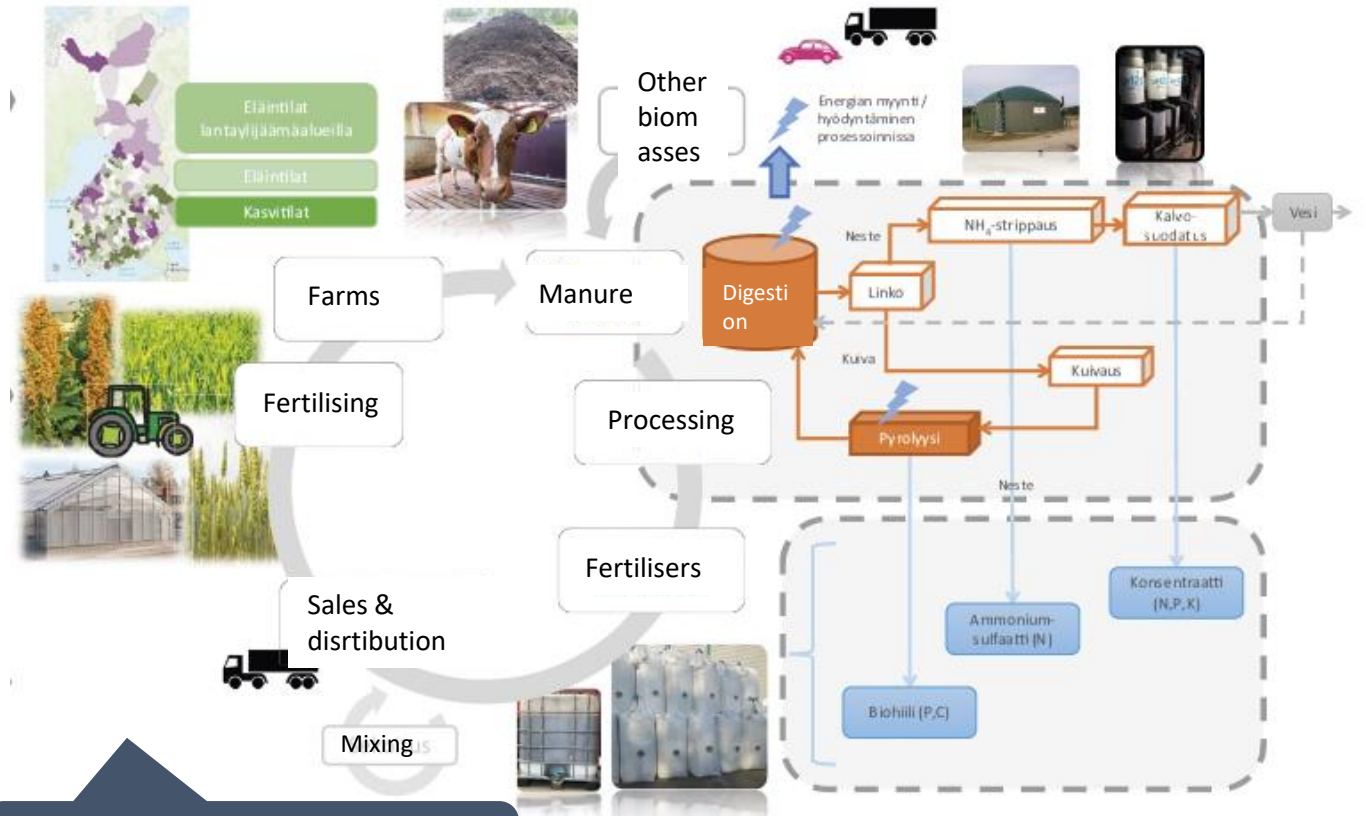 Eläintilat
lantaylijäämäalueilla
Eläintilat
Kasvitilat
Other
biom
asses
Energian myynti /
hyödyntäminen
prosessoinnissa
Farms
Manure
Digesti
on
Neste
Linko
NH₄-strippaus
Kalvo-
suodatus
Vesi
Kuiva
Kuivaus
Pyrolyysi
Neste
Fertilising
Processing
Fertilisers
Sales &
disrtibution
Mixing
Konsentraatti
(N,P,K)
Ammonium-
sulfaatti (N)
Biohiili (P,C)